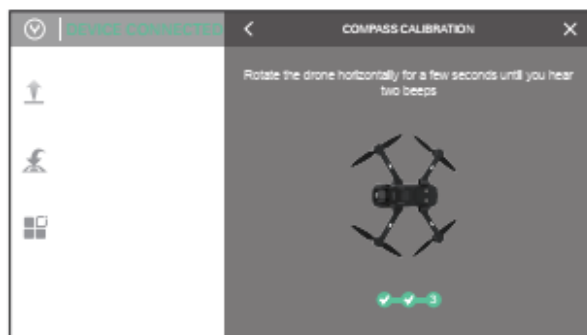 DEVICE CONNECTED
COMPASS CALIBRATION
Rotate the drone horizontally for a few seconds until you hear
two beeps
3